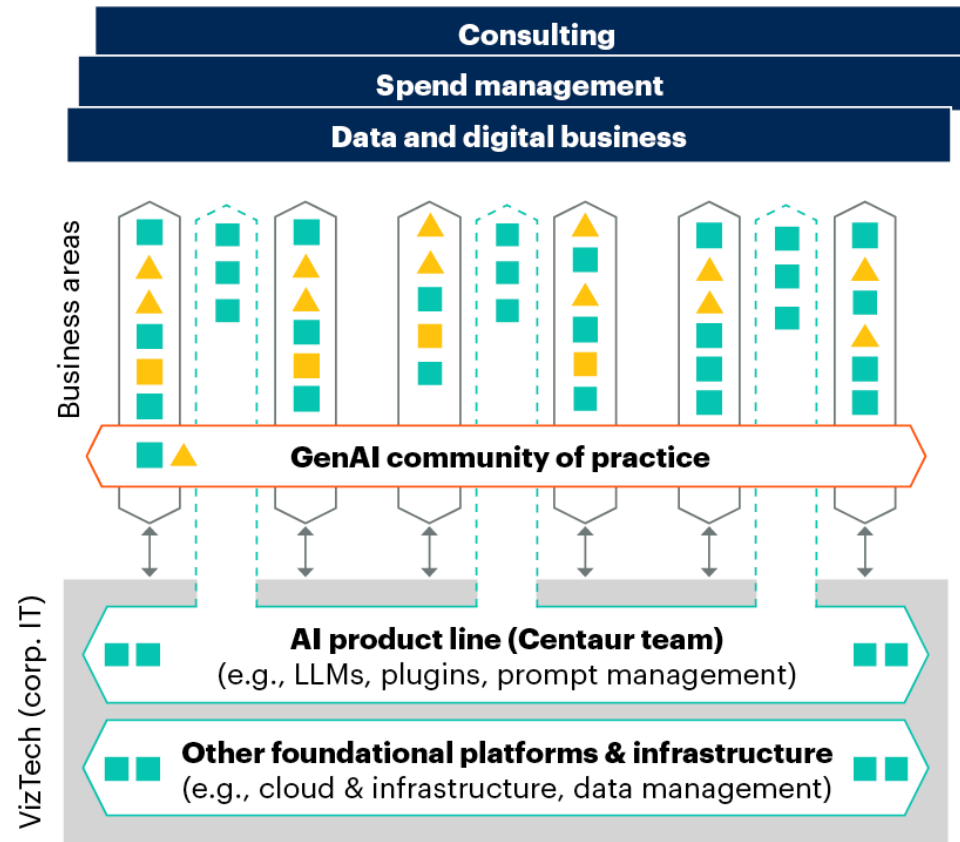 Consulting
Spend management
Data and digital business
Business areas
GenAI community of practice
VizTech (corp. IT)
AI product line (Centaur team)
(e.g., LLMs, plugins, prompt management)
Other foundational platforms & infrastructure
(e.g., cloud & infrastructure, data management)